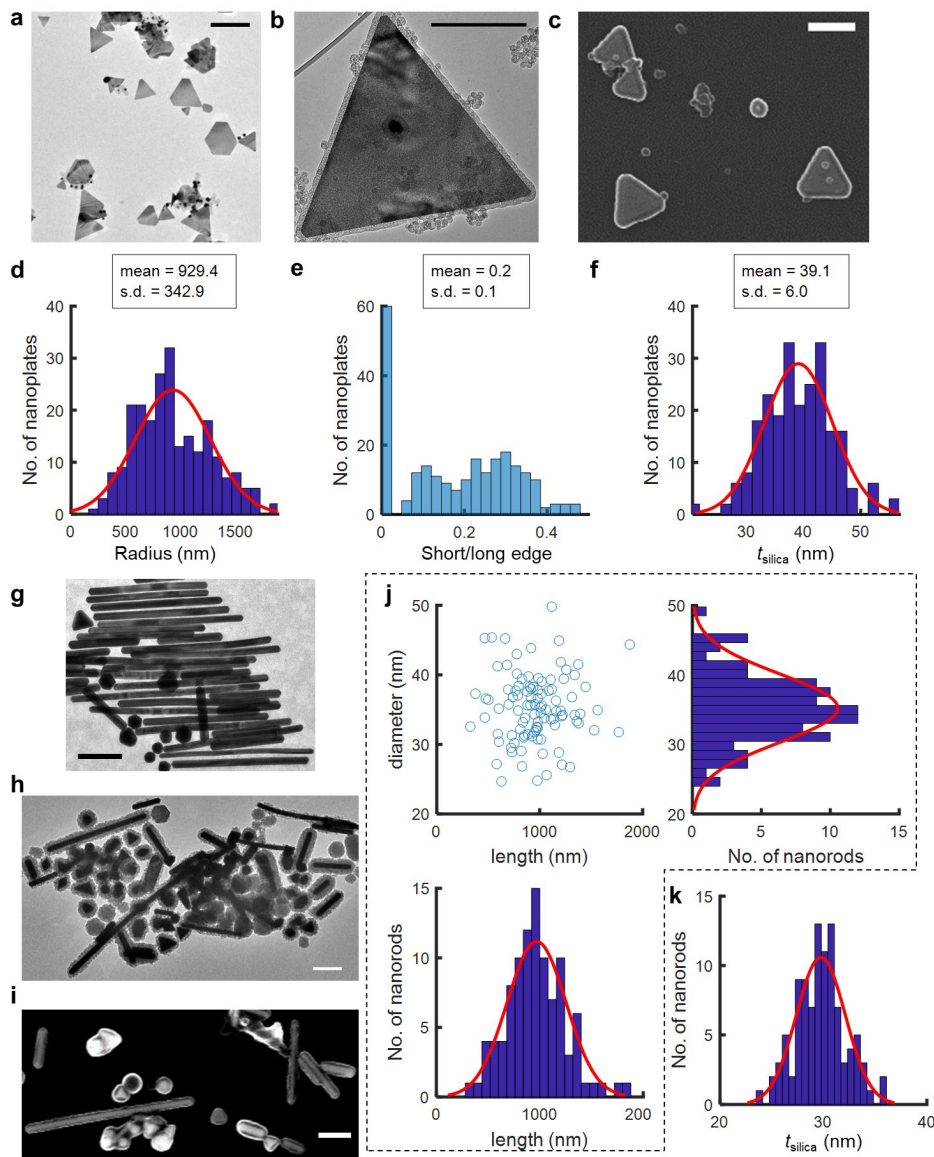 a
b
c
d
mean = 929.4
s.d. = 342.9
No. of nanoplates
40
30
20
10
0
0
500
1000
1500
Radius (nm)
e
mean = 0.2
s.d. = 0.1
No. of nanoplates
60
40
20
0
0
0.2
0.4
Short/long edge
f
mean = 39.1
s.d. = 6.0
No. of nanoplates
40
30
20
10
0
30
40
50
tsilica (nm)
g
h
i
j
diameter (nm)
50
40
30
20
0
1000
2000
length (nm)
50
40
30
20
0
5
10
15
No. of nanorods
No. of nanorods
15
10
5
0
0
1000
200
length (nm)
k
No. of nanorods
15
10
5
0
20
30
40
tsilica (nm)